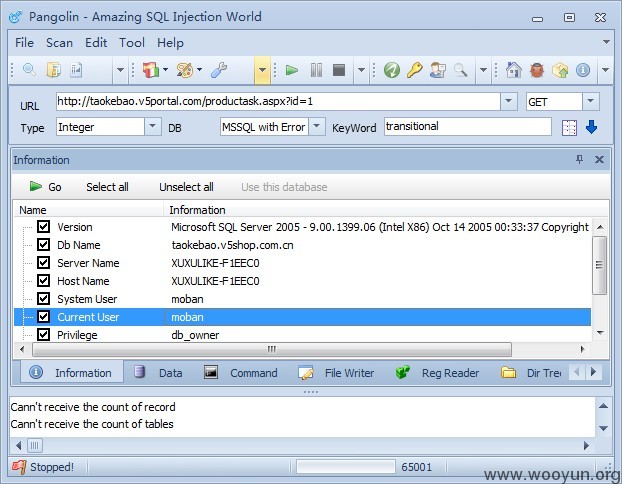 Pangolin - Amazing SQL Injection World
File Scan Edit Tool Help
URL http://taokebao.v5portal.com/productask.aspx?id=1 GET
Type Integer DB MSSQL with Error KeyWord transitional
Information
Go Select all Unselect all Use this database
Name Information
Version Microsoft SQL Server 2005 - 9.00.1399.06 (Intel X86) Oct 14 2005 00:33:37 Copyright
Db Name taokebao.v5shop.com.cn
Server Name XUXULIKE-F1EEC0
Host Name XUXULIKE-F1EEC0
System User moban
Current User moban
Privilege db_owner
Information Data Command File Writer Reg Reader Dir Tree
Cann't receive the count of record
Cann't receive the count of tables
Stopped! 65001
www.wooyun.org